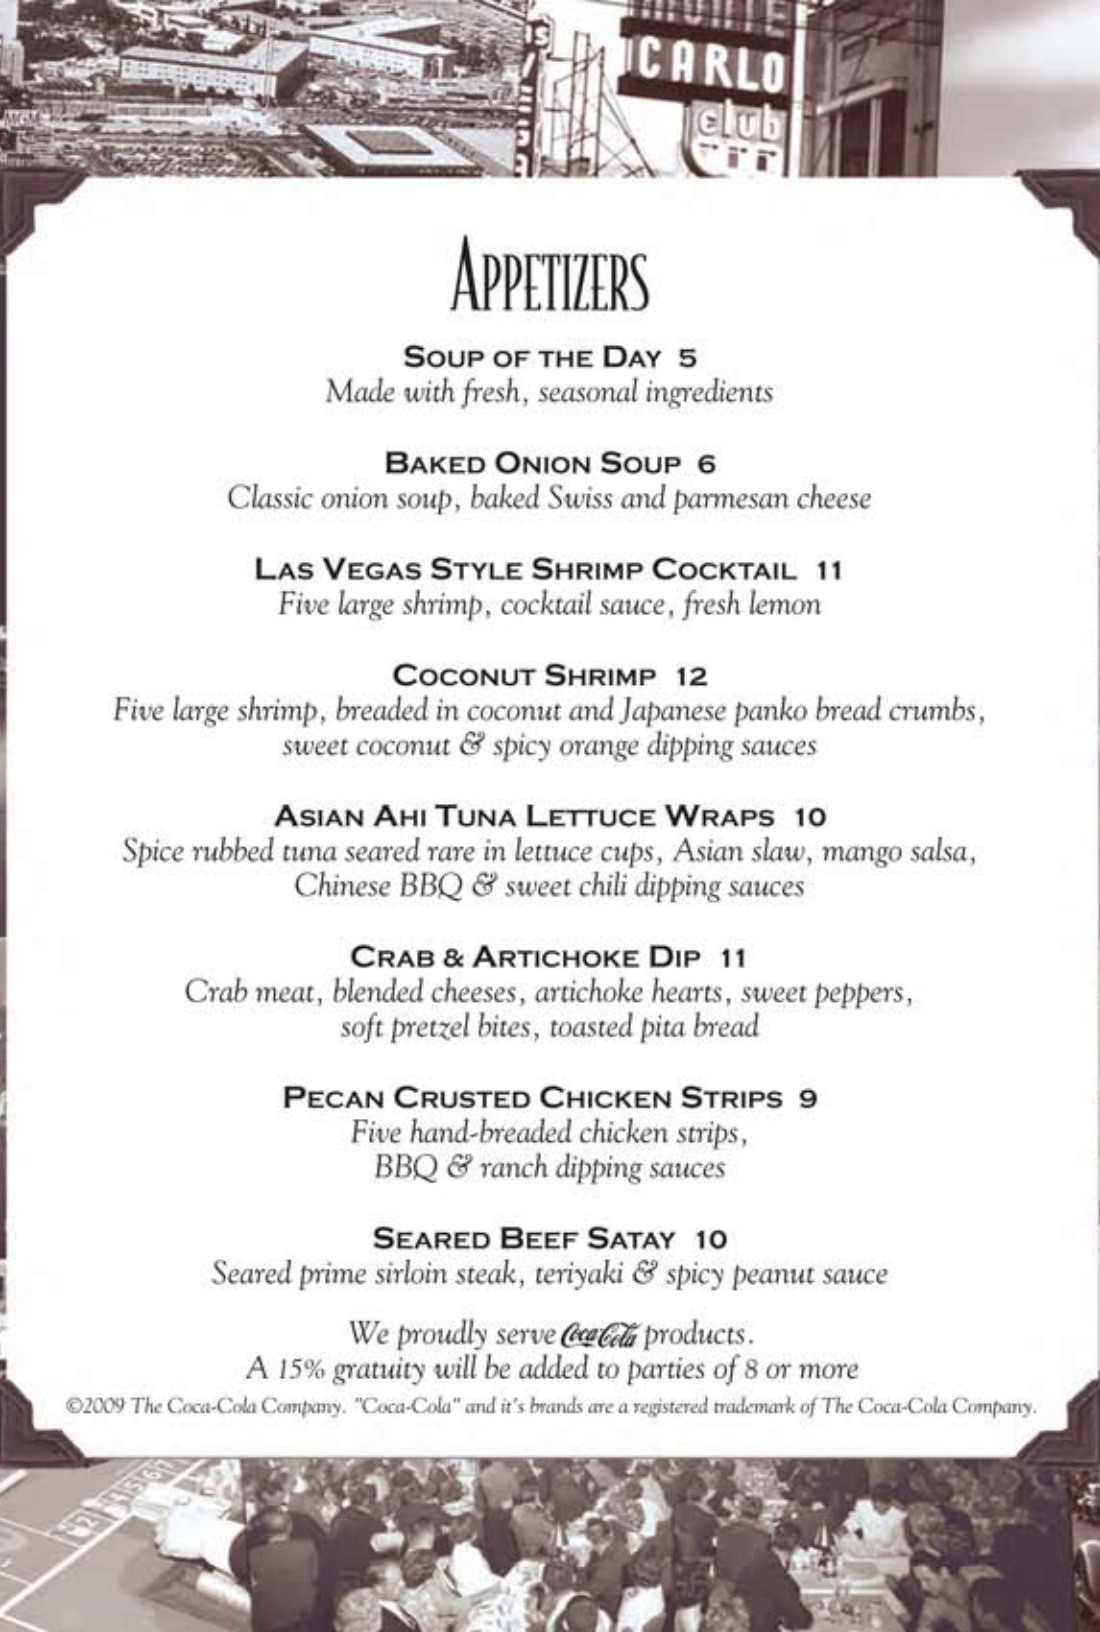 CARLO
Club
APPETIZERS
SOUP OF THE DAY 5
Made with fresh, seasonal ingredients
BAKED ONION SOUP 6
Classic onion soup, baked Swiss and parmesan cheese
LAS VEGAS STYLE SHRIMP COCKTAIL 11
Five large shrimp, cocktail sauce, fresh lemon
COCONUT SHRIMP 12
Five large shrimp, breaded in coconut and Japanese panko bread crumbs,
sweet coconut & spicy orange dipping sauces
ASIAN AHI TUNA LETTUCE WRAPS 10
Spice rubbed tuna seared rare in lettuce cups, Asian slaw, mango salsa,
Chinese BBQ & sweet chili dipping sauces
CRAB & ARTICHOKE DIP 11
Crab meat, blended cheeses, artichoke hearts, sweet peppers,
soft pretzel bites, toasted pita bread
PECAN CRUSTED CHICKEN STRIPS 9
Five hand-breaded chicken strips,
BBQ & ranch dipping sauces
SEARED BEEF SATAY 10
Seared prime sirloin steak, teriyaki & spicy peanut sauce
We proudly serve Coca-Cola products.
A 15% gratuity will be added to parties of 8 or more
©2009 The Coca-Cola Company. "Coca-Cola" and it's brands are a registered trademark of The Coca-Cola Company.